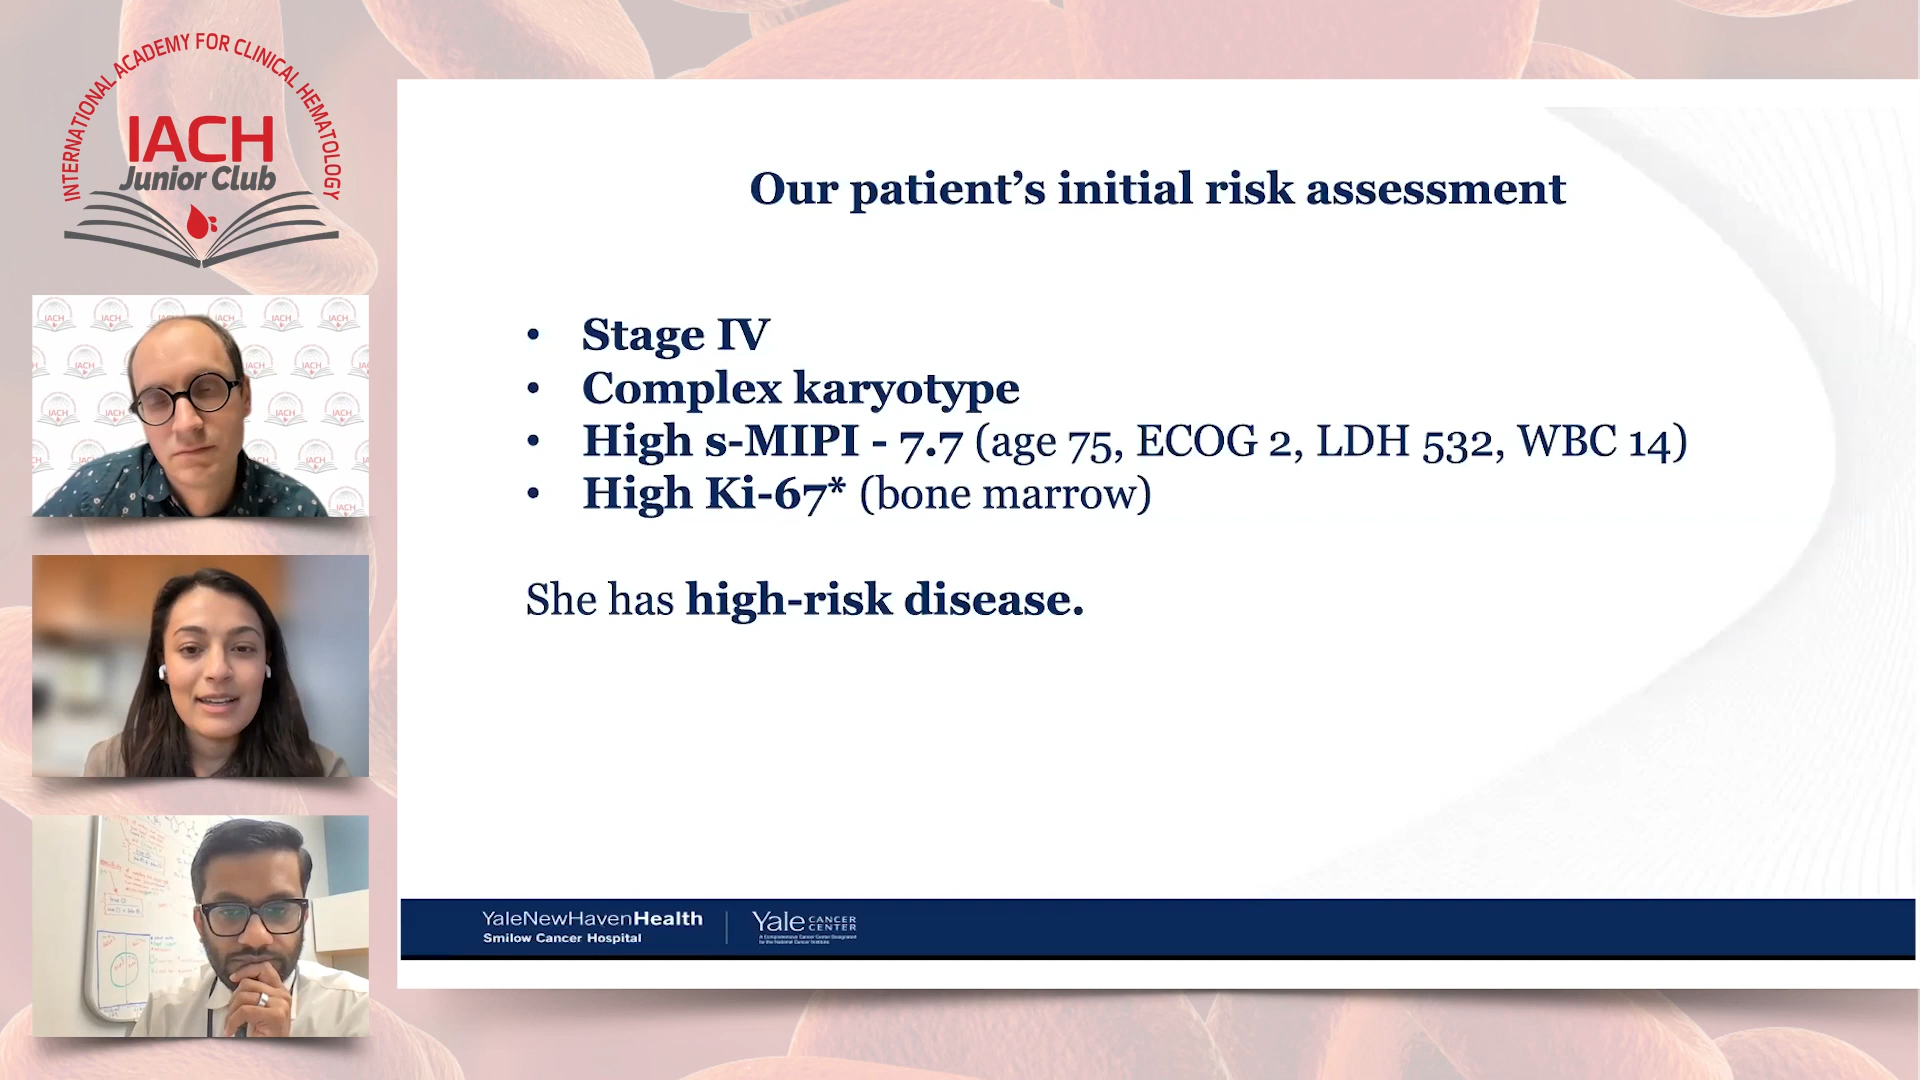 INTERNATIONAL ACADEMY FOR CLINICAL HEMATOLOGY
IACH
Junior Club
Our patient's initial risk assessment
• Stage IV
• Complex karyotype
• High s-MIPI - 7.7 (age 75, ECOG 2, LDH 532, WBC 14)
• High Ki-67* (bone marrow)
She has high-risk disease.
YaleNewHavenHealth
Smilow Cancer Hospital
Yale CANCER CENTER
A Comprehensive Cancer Center Designated
by the National Cancer Institute